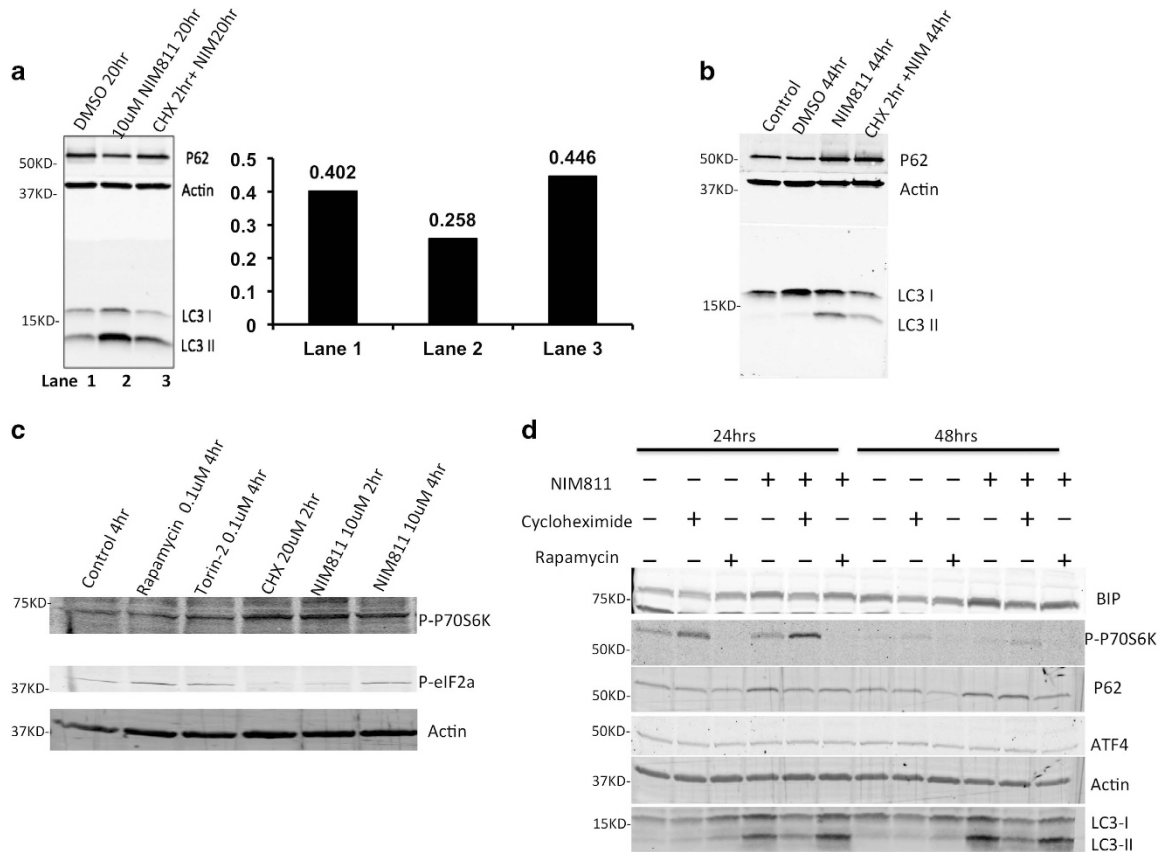 a
DMSO 20hr
10uM NIM811 20hr
CHX 2hr+ NIM20hr
50KD-
P62
37KD-
Actin
15KD-
LC3 I
LC3 II
Lane 1 2 3
0.5
0.4
0.3
0.2
0.1
0
0.402
0.258
0.446
Lane 1
Lane 2
Lane 3
b
Control
DMSO 44hr
NIM811 44hr
CHX 2hr +NIM 44hr
50KD-
P62
37KD-
Actin
15KD-
LC3 I
LC3 II
c
Control 4hr
Rapamycin 0.1uM 4hr
Torin-2 0.1uM 4hr
CHX 20uM 2hr
NIM811 10uM 2hr
NIM811 10uM 4hr
75KD-
P-P70S6K
37KD-
P-eIF2a
37KD-
Actin
d
24hrs 48hrs
NIM811 − − − + + + − − − + + +
Cycloheximide − + − − + − − + − − + −
Rapamycin − − + − − + − − + − − +
75KD-
BIP
50KD-
P-P70S6K
50KD-
P62
50KD-
ATF4
37KD-
Actin
15KD-
LC3-I
LC3-II